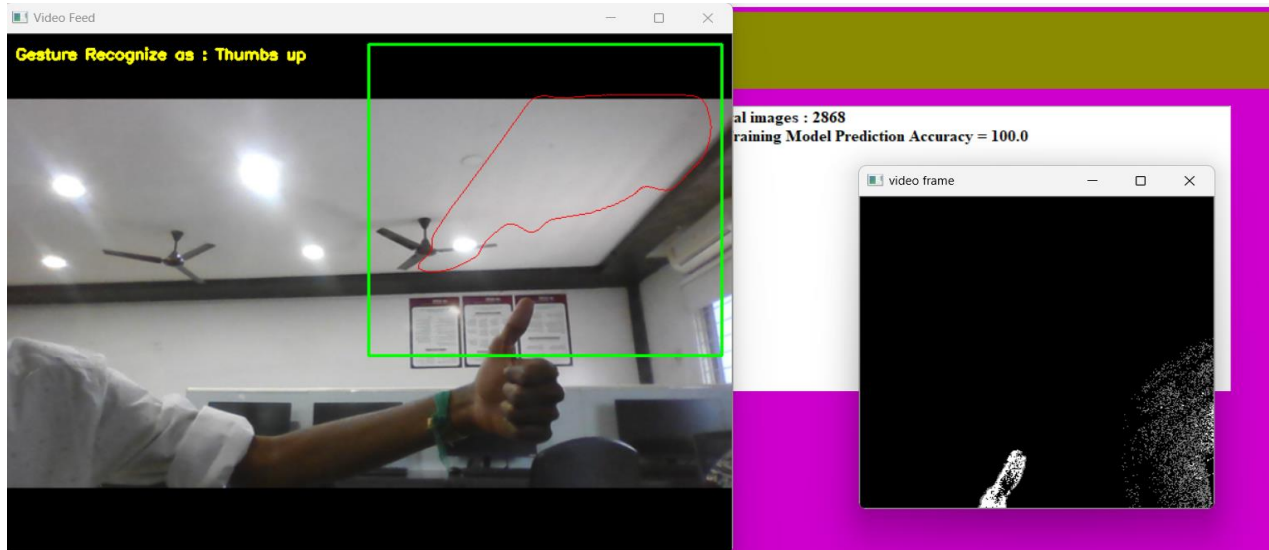 Video Feed
Gesture Recognize as : Thumbs up
al images : 2868
raining Model Prediction Accuracy = 100.0
video frame